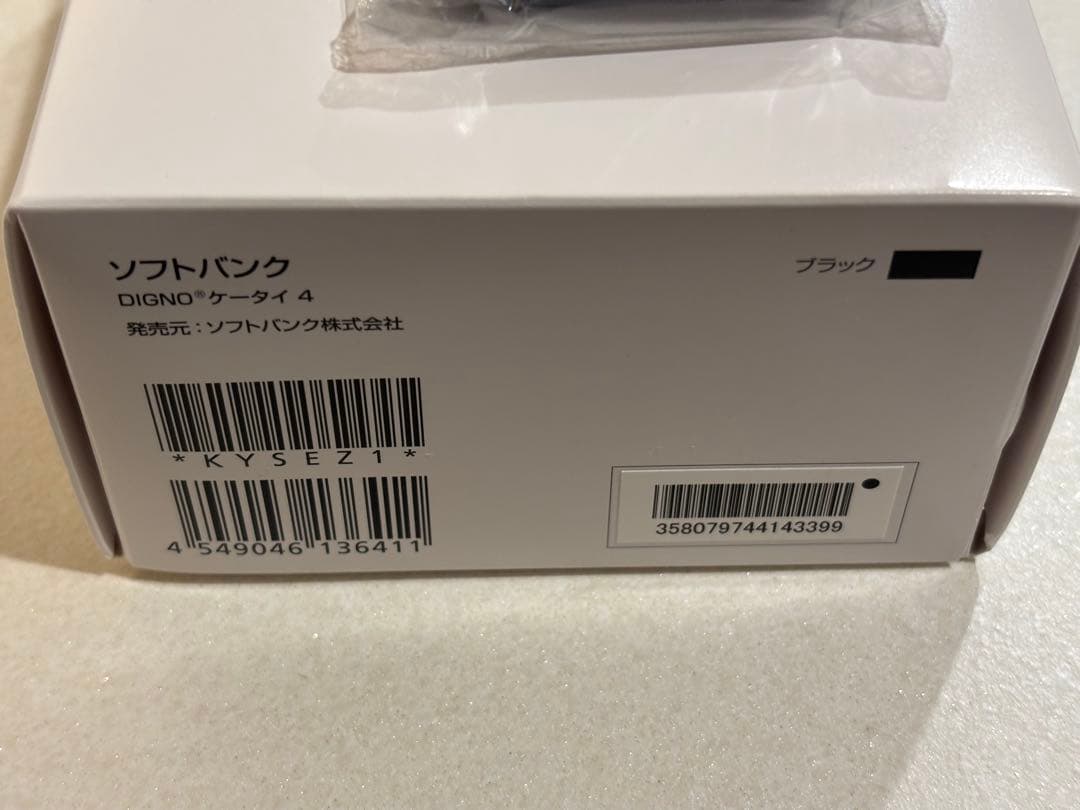 ソフトバンク
DIGNO®ケータイ 4
発売元：ソフトバンク株式会社
ブラック
*KYSEZ1*
4 549046 136411
358079744143399